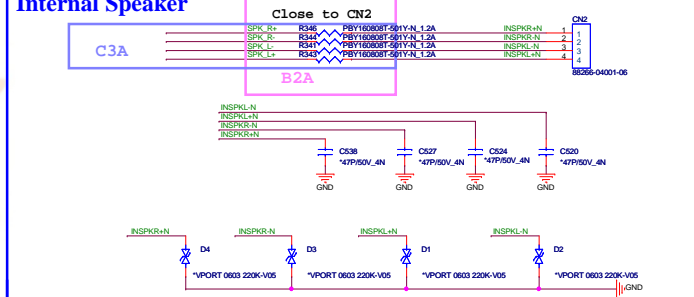 Internal Speaker
Close to CN2
CN2
SPK_R+ R346 PBY160808T-501Y-N_1.2A INSPKR+N 1 1
SPK_R- R344 PBY160808T-501Y-N_1.2A INSPKR-N 2 2
SPK_L- R341 PBY160808T-501Y-N_1.2A INSPKL-N 3 3
SPK_L+ R343 PBY160808T-501Y-N_1.2A INSPKL+N 4 4
C3A
B2A
88266-04001-06
INSPKL-N
INSPKL+N
INSPKR-N
INSPKR+N
C538 C527 C524 C520
*47P/50V_4N *47P/50V_4N *47P/50V_4N *47P/50V_4N
GND GND GND GND
INSPKR+N INSPKR-N INSPKL+N INSPKL-N
D4 D3 D1 D2
*VPORT 0603 220K-V05 *VPORT 0603 220K-V05 *VPORT 0603 220K-V05 *VPORT 0603 220K-V05
GND